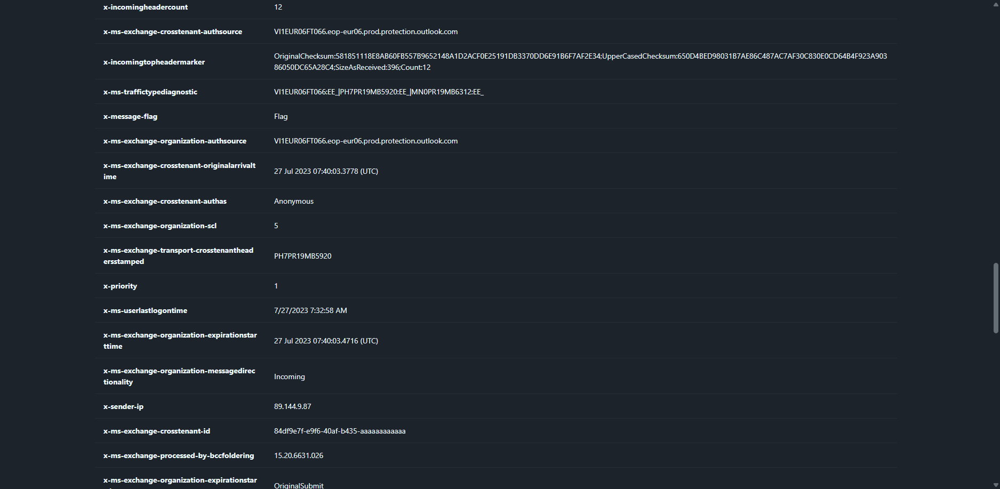 x-incomingheadercount 12
x-ms-exchange-crosstenant-authsource VI1EUR06FT066.eop-eur06.prod.protection.outlook.com
x-incomingtopheadermarker OriginalChecksum:581851118E8AB60FB557B9652148A1D2ACF0E25191DB3370DD6E91B6F7AF2E34;UpperCasedChecksum:650D4BED98031B7AE86C487AC7AF30C830E0CD64B4F923A903
86050DC65A28C4;SizeAsReceived:396;Count:12
x-ms-traffictypediagnostic VI1EUR06FT066:EE_|PH7PR19MB5920:EE_|MN0PR19MB6312:EE_
x-message-flag Flag
x-ms-exchange-organization-authsource VI1EUR06FT066.eop-eur06.prod.protection.outlook.com
x-ms-exchange-crosstenant-originalarrivalt
ime 27 Jul 2023 07:40:03.3778 (UTC)
x-ms-exchange-crosstenant-authas Anonymous
x-ms-exchange-organization-scl 5
x-ms-exchange-transport-crosstenanthead
ersstamped PH7PR19MB5920
x-priority 1
x-ms-userlastlogontime 7/27/2023 7:32:58 AM
x-ms-exchange-organization-expirationstar
ttime 27 Jul 2023 07:40:03.4716 (UTC)
x-ms-exchange-organization-messagedirec
tionality Incoming
x-sender-ip 89.144.9.87
x-ms-exchange-crosstenant-id 84df9e7f-e9f6-40af-b435-aaaaaaaaaaaa
x-ms-exchange-processed-by-bccfoldering 15.20.6631.026
x-ms-exchange-organization-expirationstar
OriginalSubmit